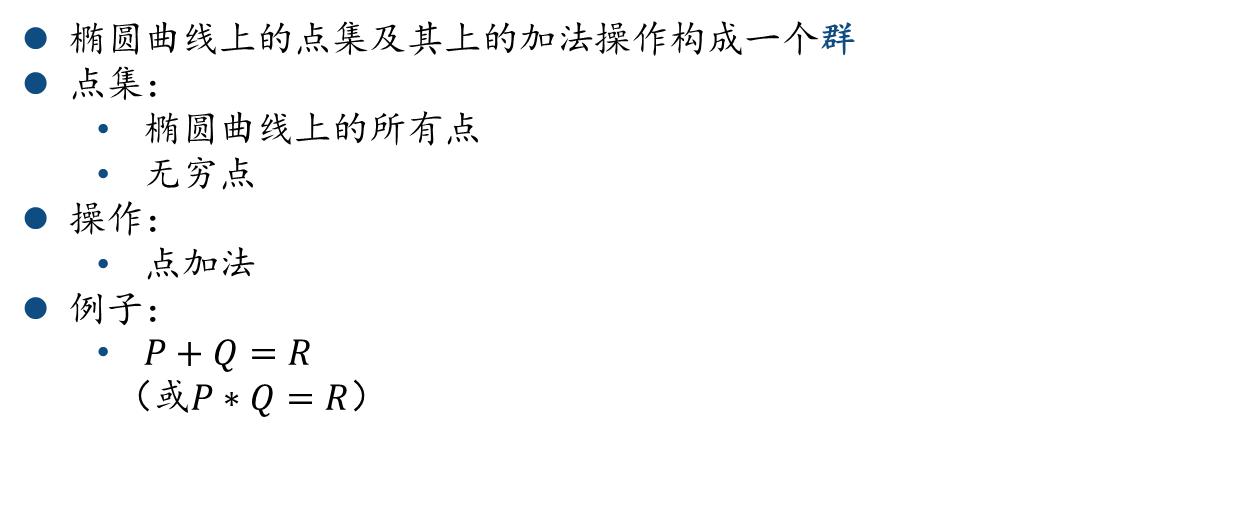 ● 椭圆曲线上的点集及其上的加法操作构成一个群
● 点集：
• 椭圆曲线上的所有点
• 无穷点
● 操作：
• 点加法
● 例子：
• P + Q = R
（或P ∗ Q = R）